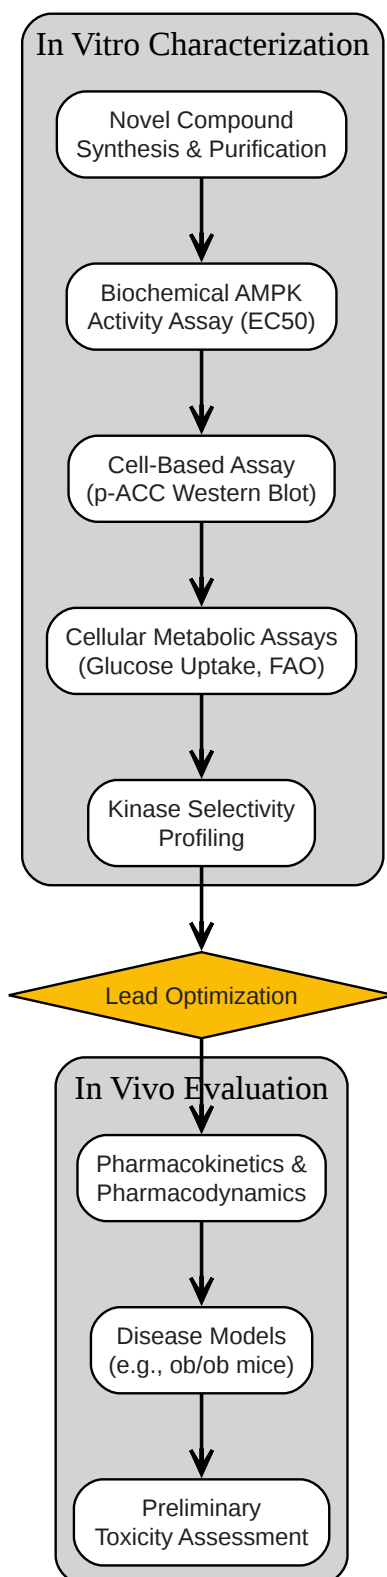 In Vitro Characterization
Novel Compound
Synthesis & Purification
Biochemical AMPK
Activity Assay (EC50)
Cell-Based Assay
(p-ACC Western Blot)
Cellular Metabolic Assays
(Glucose Uptake, FAO)
Kinase Selectivity
Profiling
Lead Optimization
In Vivo Evaluation
Pharmacokinetics &
Pharmacodynamics
Disease Models
(e.g., ob/ob mice)
Preliminary
Toxicity Assessment